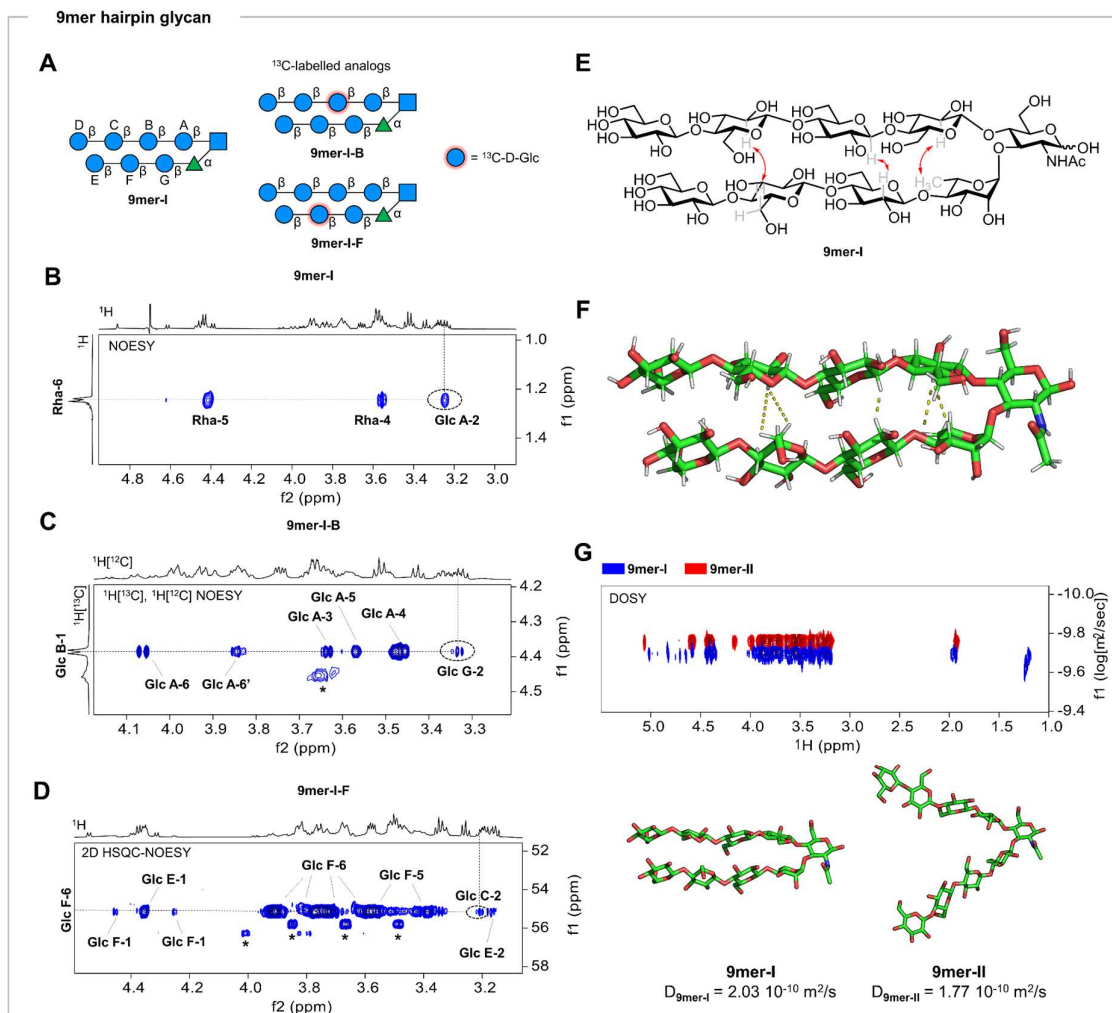 9mer hairpin glycan
A
¹³C-labelled analogs
β β β β
D C B A
β β β β
β β β α
9mer-I-B
E F G
β β β α
9mer-I
= ¹³C-D-Glc
β β β β
β β β α
9mer-I-F
B
9mer-I
¹H
NOESY
¹H
Rha-6
Rha-5
Rha-4
Glc A-2
1.0
1.2
1.4
f1 (ppm)
4.8 4.6 4.4 4.2 4.0 3.8 3.6 3.4 3.2 3.0
f2 (ppm)
C
9mer-I-B
¹H[¹²C]
¹H[¹³C], ¹H[¹²C] NOESY
¹H[¹³C]
Glc B-1
Glc A-3
Glc A-5
Glc A-4
Glc A-6
Glc A-6'
Glc G-2
*
4.2
4.3
4.4
4.5
f1 (ppm)
4.1 4.0 3.9 3.8 3.7 3.6 3.5 3.4 3.3
f2 (ppm)
D
9mer-I-F
¹H
2D HSQC-NOESY
Glc F-6
Glc E-1
Glc F-6
Glc F-5
Glc C-2
Glc F-1
Glc F-1
Glc E-2
* * * *
52
54
56
58
f1 (ppm)
4.4 4.2 4.0 3.8 3.6 3.4 3.2
f2 (ppm)
E
HO
OH
O
H
H₃C
NHAc
9mer-I
F
G
9mer-I
9mer-II
DOSY
-10.0
-9.8
-9.6
-9.4
f1 (log[m²/sec])
5.0 4.5 4.0 3.5 3.0 2.5 2.0 1.5 1.0
¹H (ppm)
9mer-I
D9mer-I = 2.03 10⁻¹⁰ m²/s
9mer-II
D9mer-II = 1.77 10⁻¹⁰ m²/s